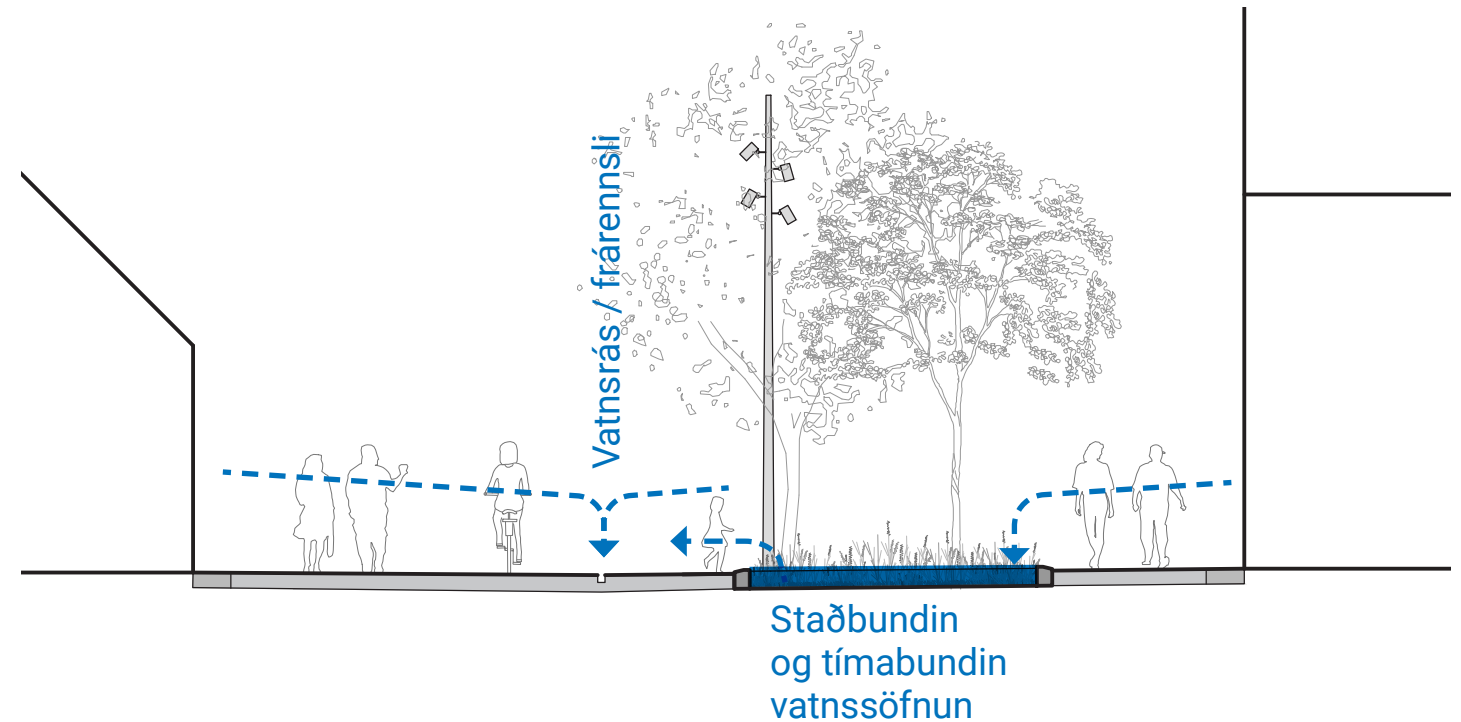 Vatnsrás / frárennsli
Staðbundin
og tímabundin
vatnssöfnun